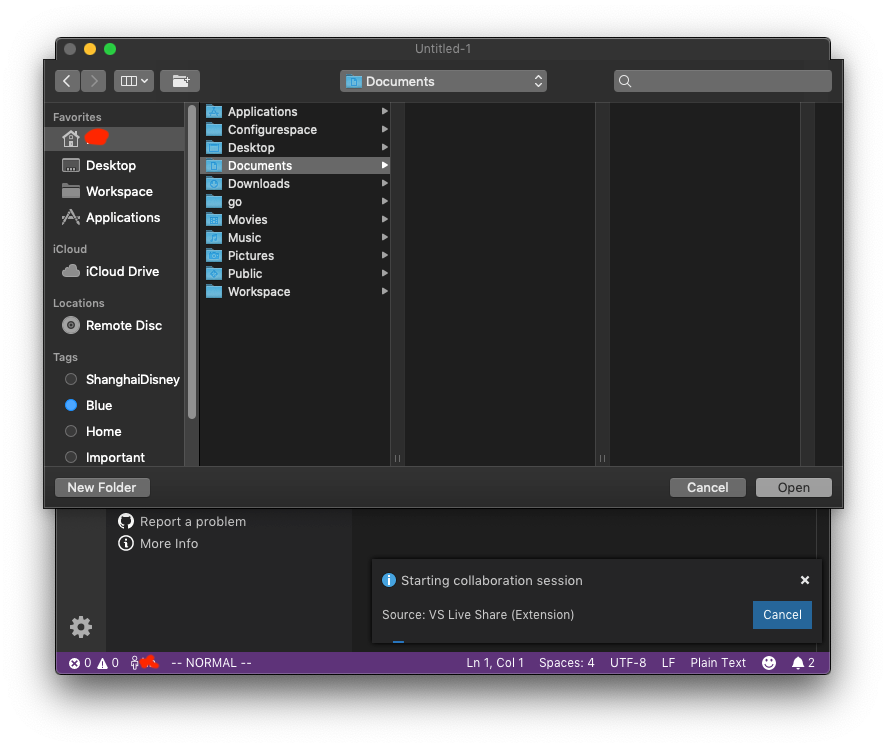 Untitled-1
Documents
Favorites
Desktop
Workspace
Applications
iCloud
iCloud Drive
Locations
Remote Disc
Tags
ShanghaiDisney
Blue
Home
Important
Applications
Configurespace
Desktop
Documents
Downloads
go
Movies
Music
Pictures
Public
Workspace
New Folder
Cancel
Open
Report a problem
More Info
Starting collaboration session
Source: VS Live Share (Extension)
Cancel
0 0 -- NORMAL -- Ln 1, Col 1 Spaces: 4 UTF-8 LF Plain Text 2